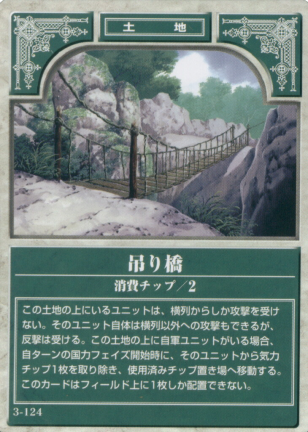 土地
吊り橋
消費チップ／2
この土地の上にいるユニットは、横列からしか攻撃を受け
ない。そのユニット自体は横列以外への攻撃もできるが、
反撃は受ける。この土地の上に自軍ユニットがいる場合、
自ターンの国力フェイズ開始時に、そのユニットから気力
チップ1枚を取り除き、使用済みチップ置き場へ移動する。
このカードはフィールド上に1枚しか配置できない。
3-124